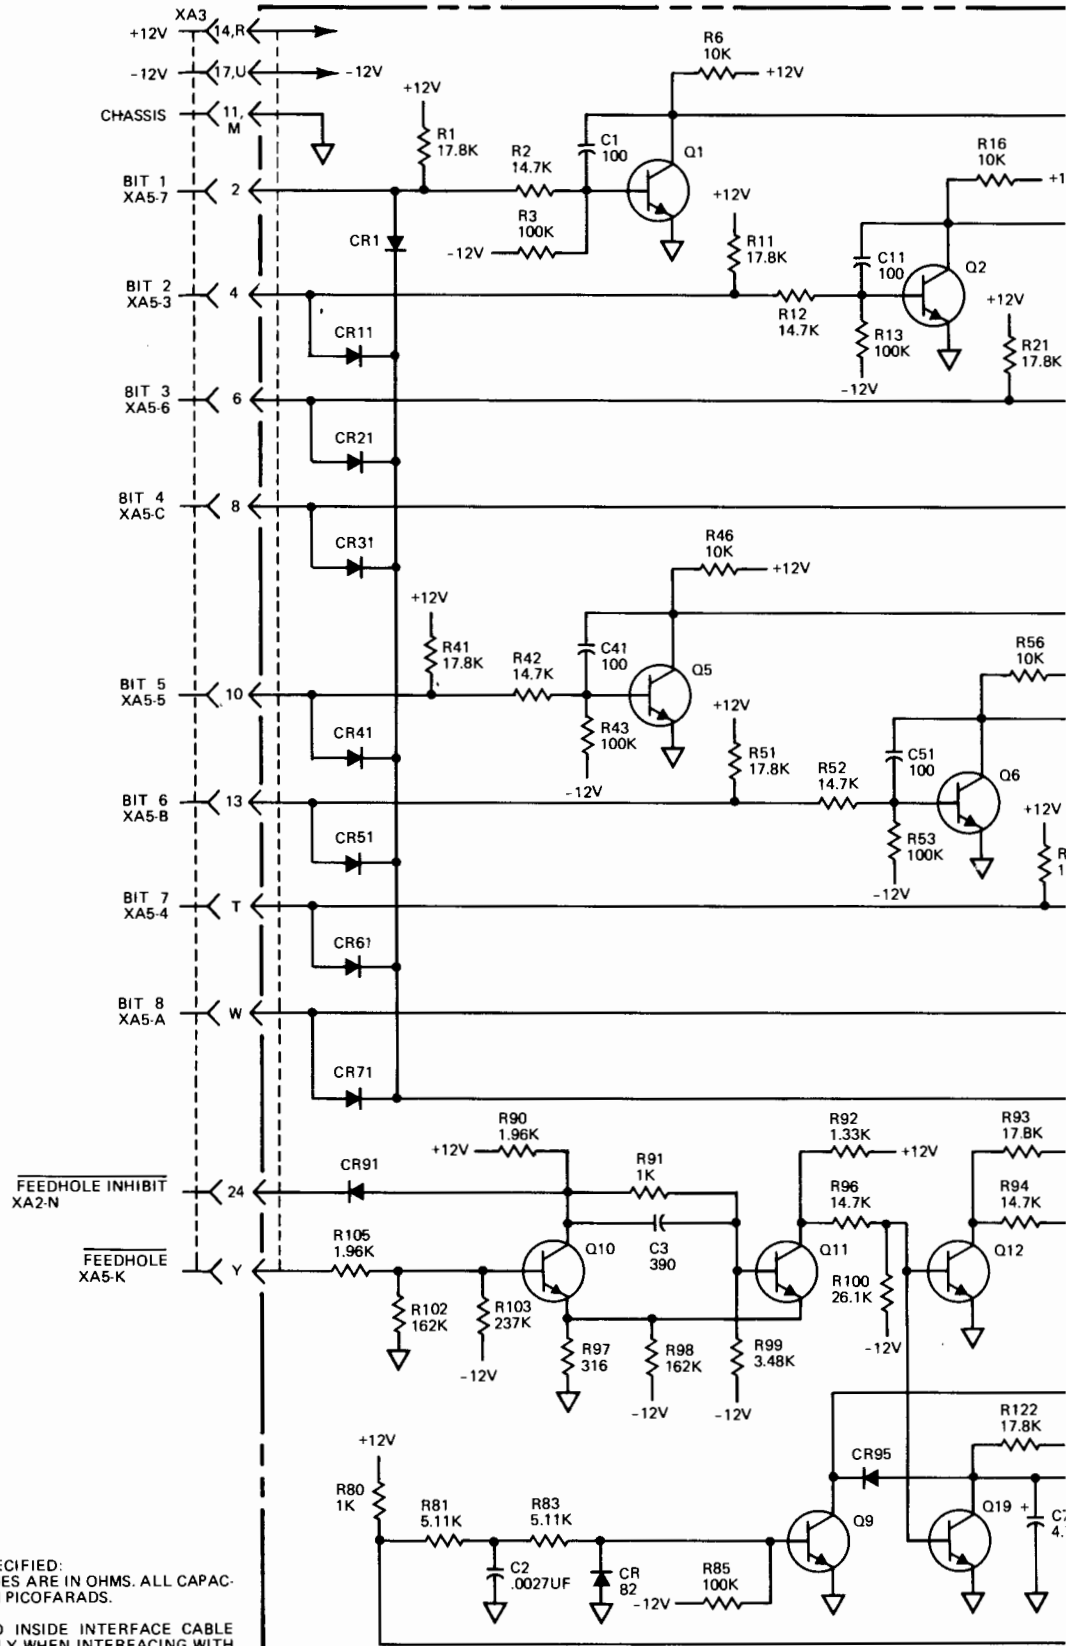 XA3
+12V
14,R
-12V
17,U
-12V
CHASSIS
11,
M
R6
10K
+12V
+12V
R1
17.8K
R2
14.7K
C1
100
Q1
R16
10K
BIT 1
XA5-7
2
R3
100K
-12V
CR1
+12V
R11
17.8K
C11
100
Q2
BIT 2
XA5-3
4
R12
14.7K
R13
100K
-12V
+12V
R21
17.8K
CR11
BIT 3
XA5-6
6
CR21
BIT 4
XA5-C
8
CR31
R46
10K
+12V
+12V
R41
17.8K
R42
14.7K
C41
100
Q5
R56
10K
BIT 5
XA5-5
10
R43
100K
-12V
CR41
+12V
R51
17.8K
R52
14.7K
C51
100
Q6
BIT 6
XA5-B
13
R53
100K
-12V
+12V
CR51
BIT 7
XA5-4
T
CR61
BIT 8
XA5-A
W
CR71
R90
1.96K
+12V
R92
1.33K
+12V
R93
17.8K
FEEDHOLE INHIBIT
XA2-N
24
CR91
R91
1K
R96
14.7K
R94
14.7K
FEEDHOLE
XA5-K
Y
R105
1.96K
Q10
C3
390
Q11
R100
26.1K
-12V
Q12
R102
162K
R103
237K
-12V
R97
316
R98
162K
-12V
R99
3.48K
-12V
R122
17.8K
+12V
R80
1K
R81
5.11K
R83
5.11K
CR95
Q9
Q19
+
C2
.0027UF
CR
82
R85
100K
-12V
ECIFIED:
ES ARE IN OHMS. ALL CAPAC-
PICOFARADS.
INSIDE INTERFACE CABLE
WHEN INTERFACING WITH